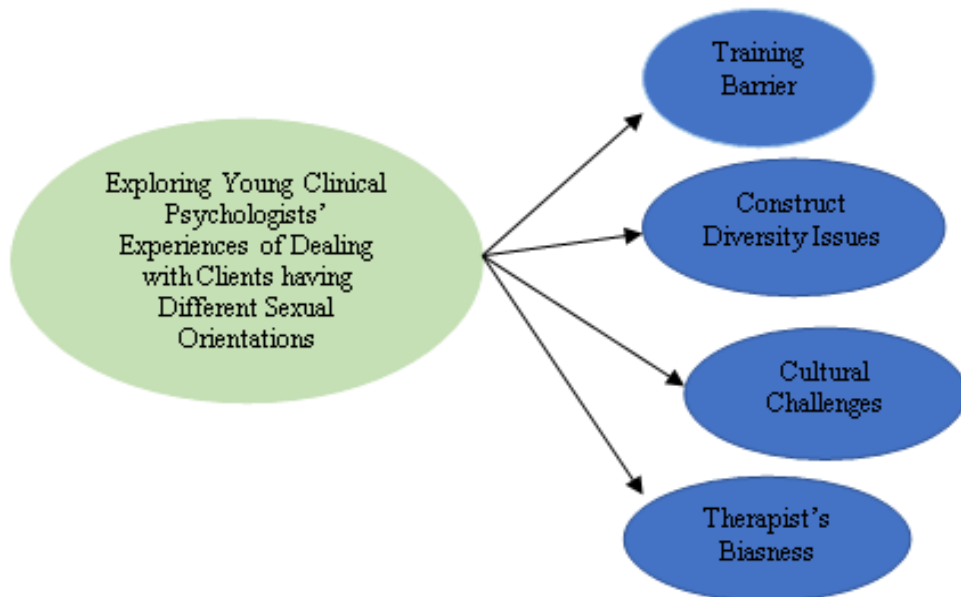 Exploring Young Clinical
Psychologists’
Experiences of Dealing
with Clients having
Different Sexual
Orientations
Training
Barrier
Construct
Diversity Issues
Cultural
Challenges
Therapist’s
Biasness